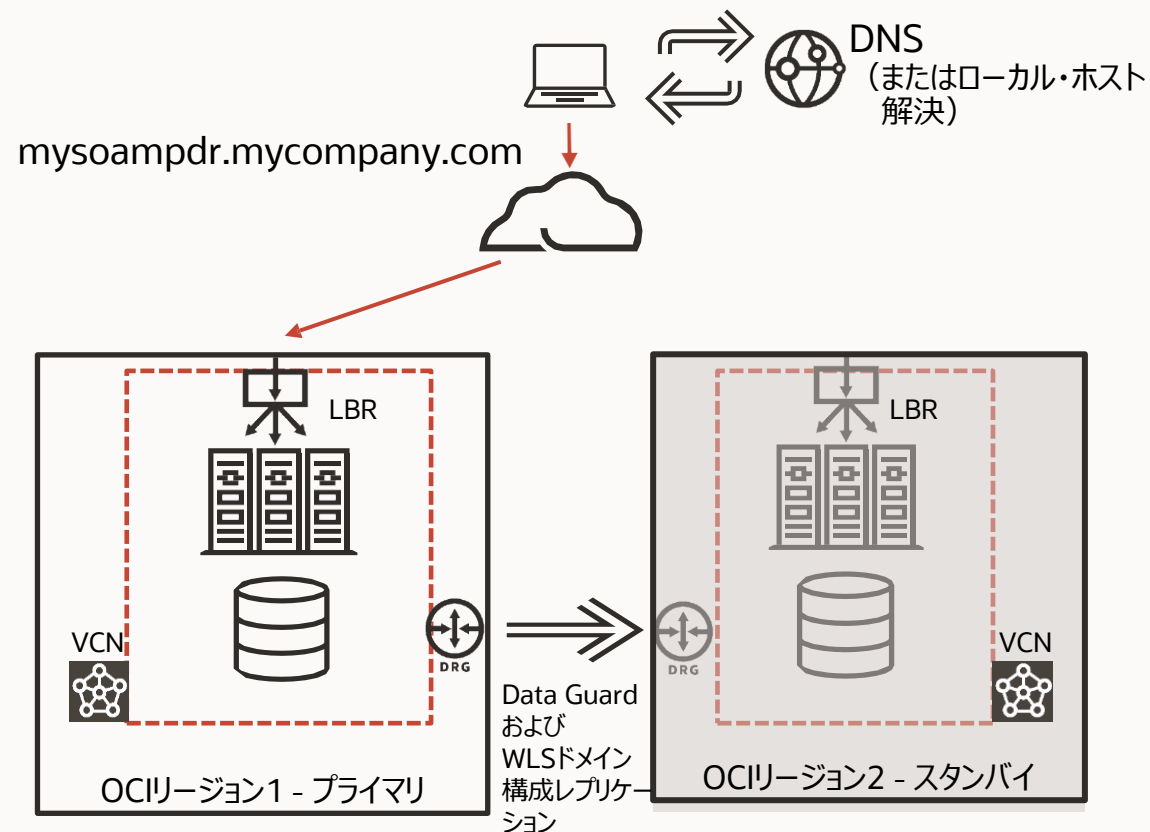 DNS
（またはローカル・ホスト
解決）
mysoampdr.mycompany.com
LBR
LBR
VCN
DRG
DRG
VCN
Data Guard
および
WLSドメイン
構成レプリケー
ション
OCIリージョン1 - プライマリ
OCIリージョン2 - スタンバイ